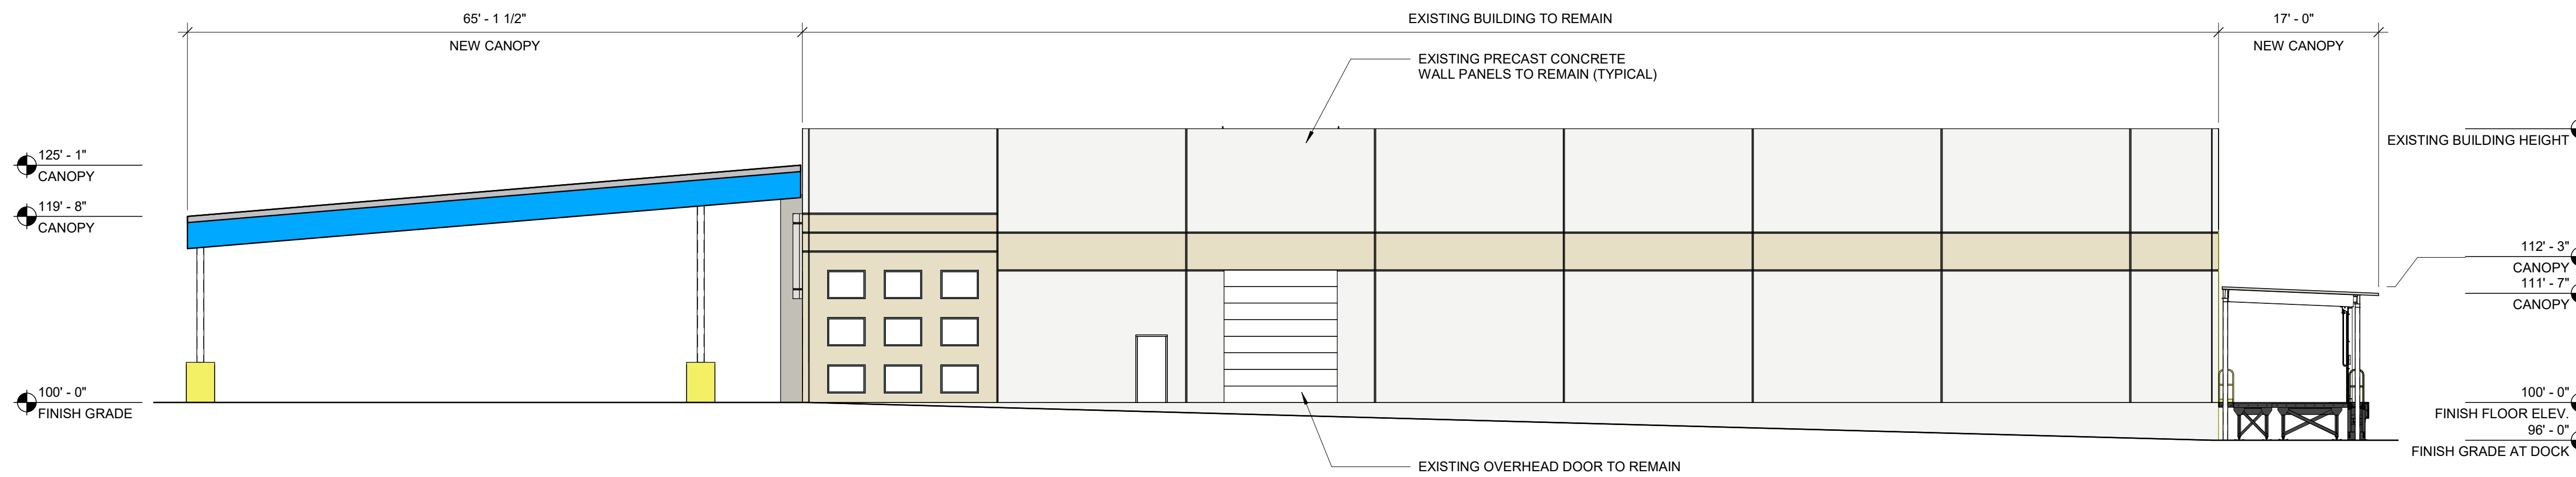 65' - 1 1/2"
NEW CANOPY
EXISTING BUILDING TO REMAIN
17' - 0"
NEW CANOPY
EXISTING PRECAST CONCRETE
WALL PANELS TO REMAIN (TYPICAL)
125' - 1"
CANOPY
119' - 8"
CANOPY
100' - 0"
FINISH GRADE
EXISTING BUILDING HEIGHT
112' - 3"
CANOPY
111' - 7"
CANOPY
100' - 0"
FINISH FLOOR ELEV.
96' - 0"
FINISH GRADE AT DOCK
EXISTING OVERHEAD DOOR TO REMAIN